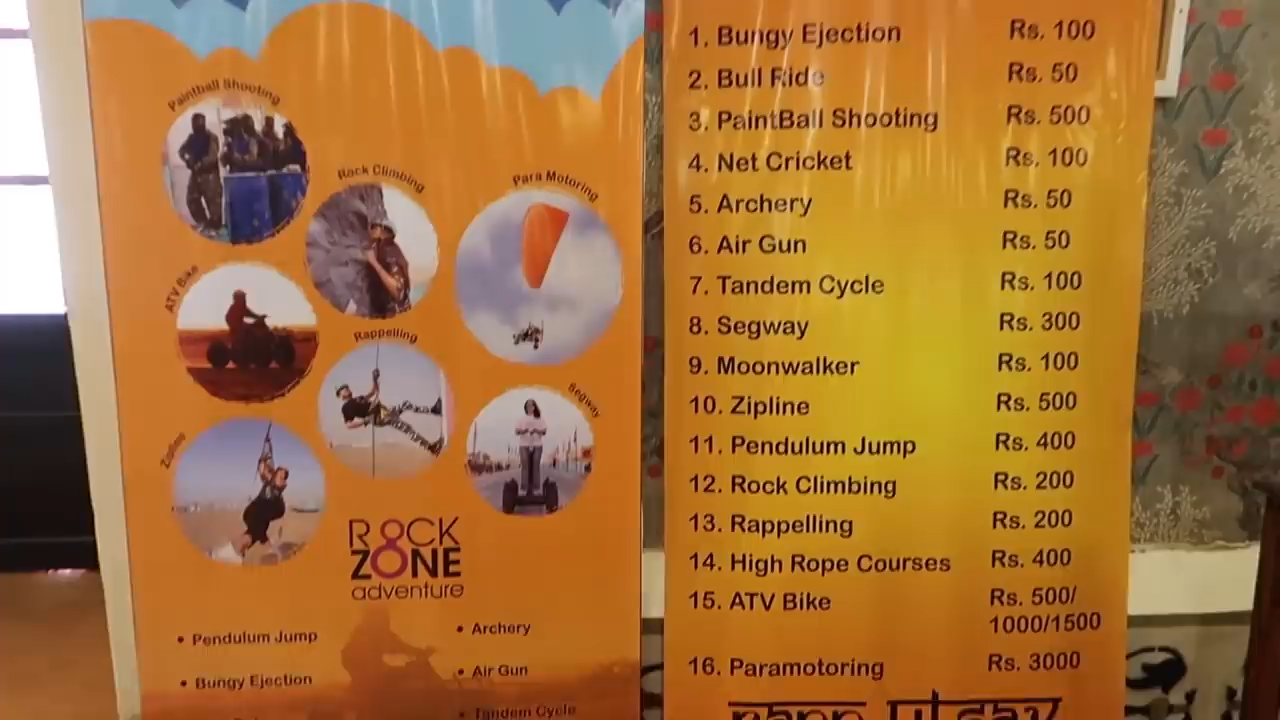 Paintball Shooting
Rock Climbing
Para Motoring
ATV Bike
Rappelling
Segway
Zipline
ROCK
ZONE
adventure
• Pendulum Jump
• Archery
• Bungy Ejection
• Air Gun
• Tandem Cycle
1. Bungy Ejection Rs. 100
2. Bull Ride Rs. 50
3. PaintBall Shooting Rs. 500
4. Net Cricket Rs. 100
5. Archery Rs. 50
6. Air Gun Rs. 50
7. Tandem Cycle Rs. 100
8. Segway Rs. 300
9. Moonwalker Rs. 100
10. Zipline Rs. 500
11. Pendulum Jump Rs. 400
12. Rock Climbing Rs. 200
13. Rappelling Rs. 200
14. High Rope Courses Rs. 400
15. ATV Bike Rs. 500/
1000/1500
16. Paramotoring Rs. 3000